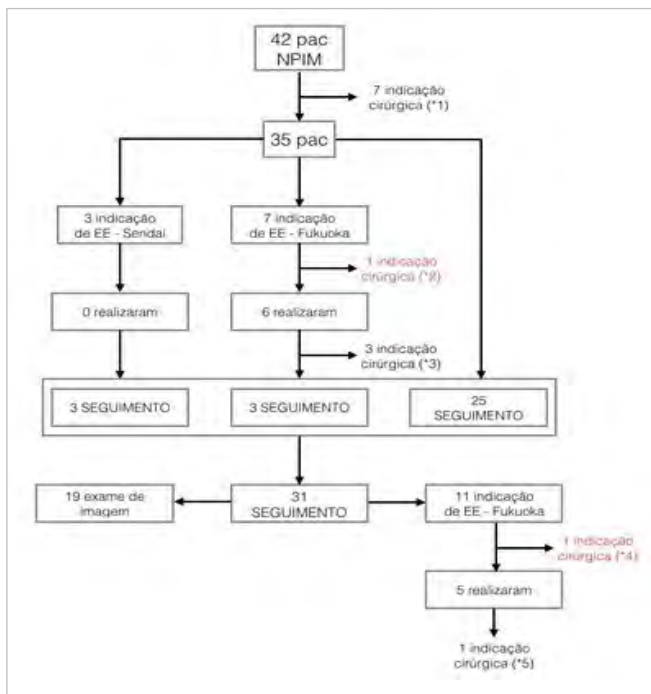 42 pac
NPIM
7 indicação
cirúrgica (*1)
35 pac
3 indicação
de EE - Sendai
7 indicação
de EE - Fukuoka
1 indicação
cirúrgica (*2)
0 realizaram
6 realizaram
3 indicação
cirúrgica (*3)
3 SEGUIMENTO
3 SEGUIMENTO
25
SEGUIMENTO
19 exame de
imagem
31
SEGUIMENTO
11 indicação
de EE - Fukuoka
1 indicação
cirúrgica (*4)
5 realizaram
1 indicação
cirúrgica (*5)